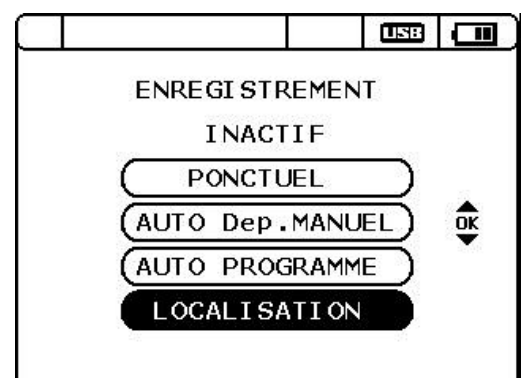 USB
ENREGISTREMENT
INACTIF
PONCTUEL
AUTO Dep.MANUEL
OK
AUTO PROGRAMME
LOCALISATION